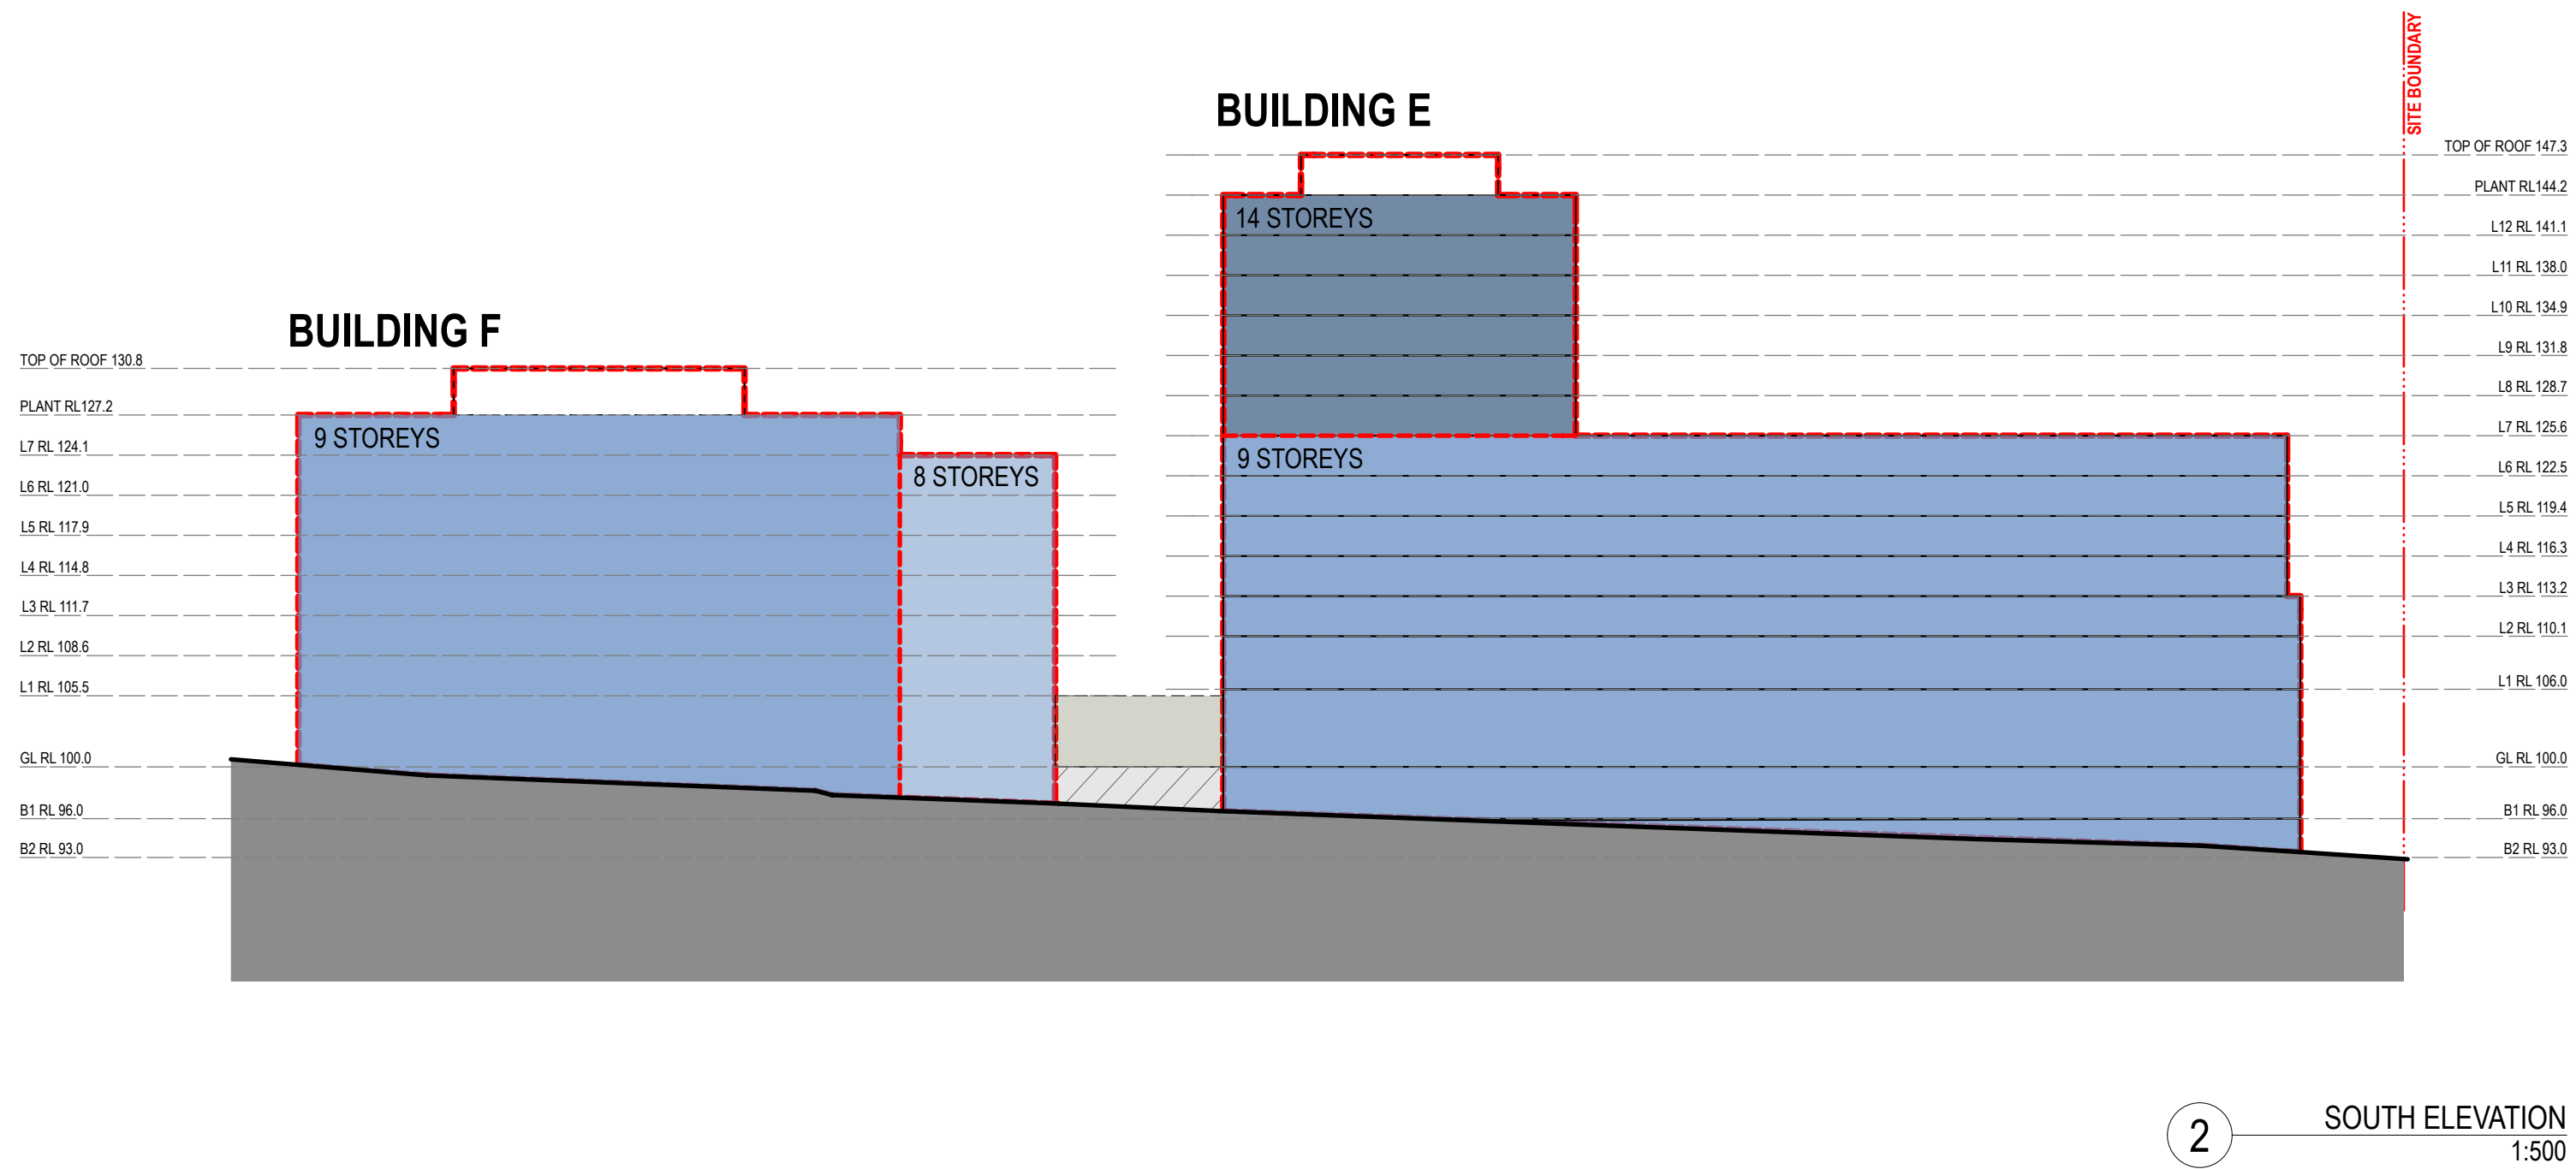 SITE BOUNDARY
BUILDING E
TOP OF ROOF 147.3
PLANT RL144.2
14 STOREYS
L12 RL 141.1
L11 RL 138.0
L10 RL 134.9
L9 RL 131.8
L8 RL 128.7
L7 RL 125.6
9 STOREYS
L6 RL 122.5
L5 RL 119.4
L4 RL 116.3
L3 RL 113.2
L2 RL 110.1
L1 RL 106.0
GL RL 100.0
B1 RL 96.0
B2 RL 93.0
BUILDING F
TOP OF ROOF 130.8
PLANT RL127.2
9 STOREYS
L7 RL 124.1
8 STOREYS
L6 RL 121.0
L5 RL 117.9
L4 RL 114.8
L3 RL 111.7
L2 RL 108.6
L1 RL 105.5
GL RL 100.0
B1 RL 96.0
B2 RL 93.0
2
SOUTH ELEVATION
1:500